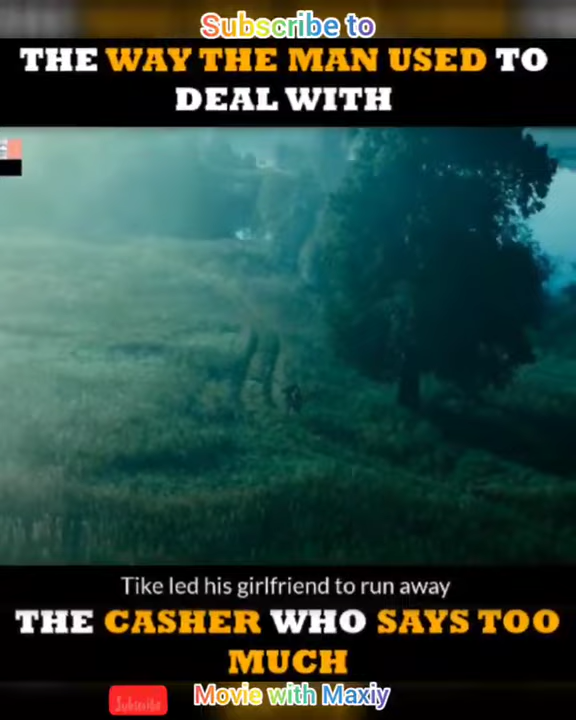 Subscribe to
THE WAY THE MAN USED TO
DEAL WITH
Tike led his girlfriend to run away
THE CASHER WHO SAYS TOO
MUCH
Subscribe
Movie with Maxiy